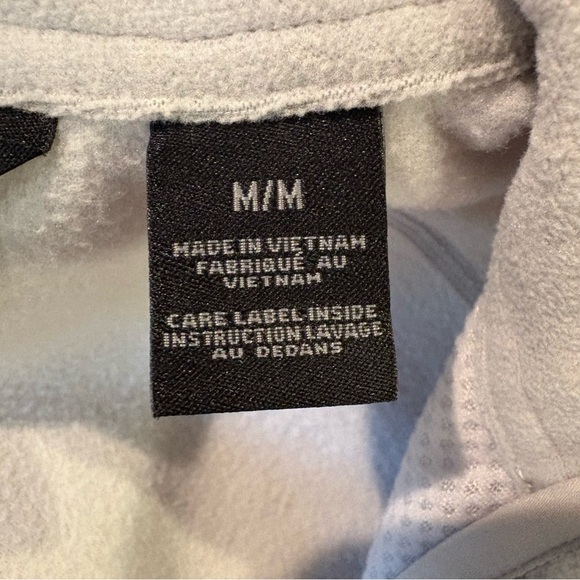 M/M
MADE IN VIETNAM
FABRIQUÉ AU
VIETNAM
CARE LABEL INSIDE
INSTRUCTION LAVAGE
AU DEDANS